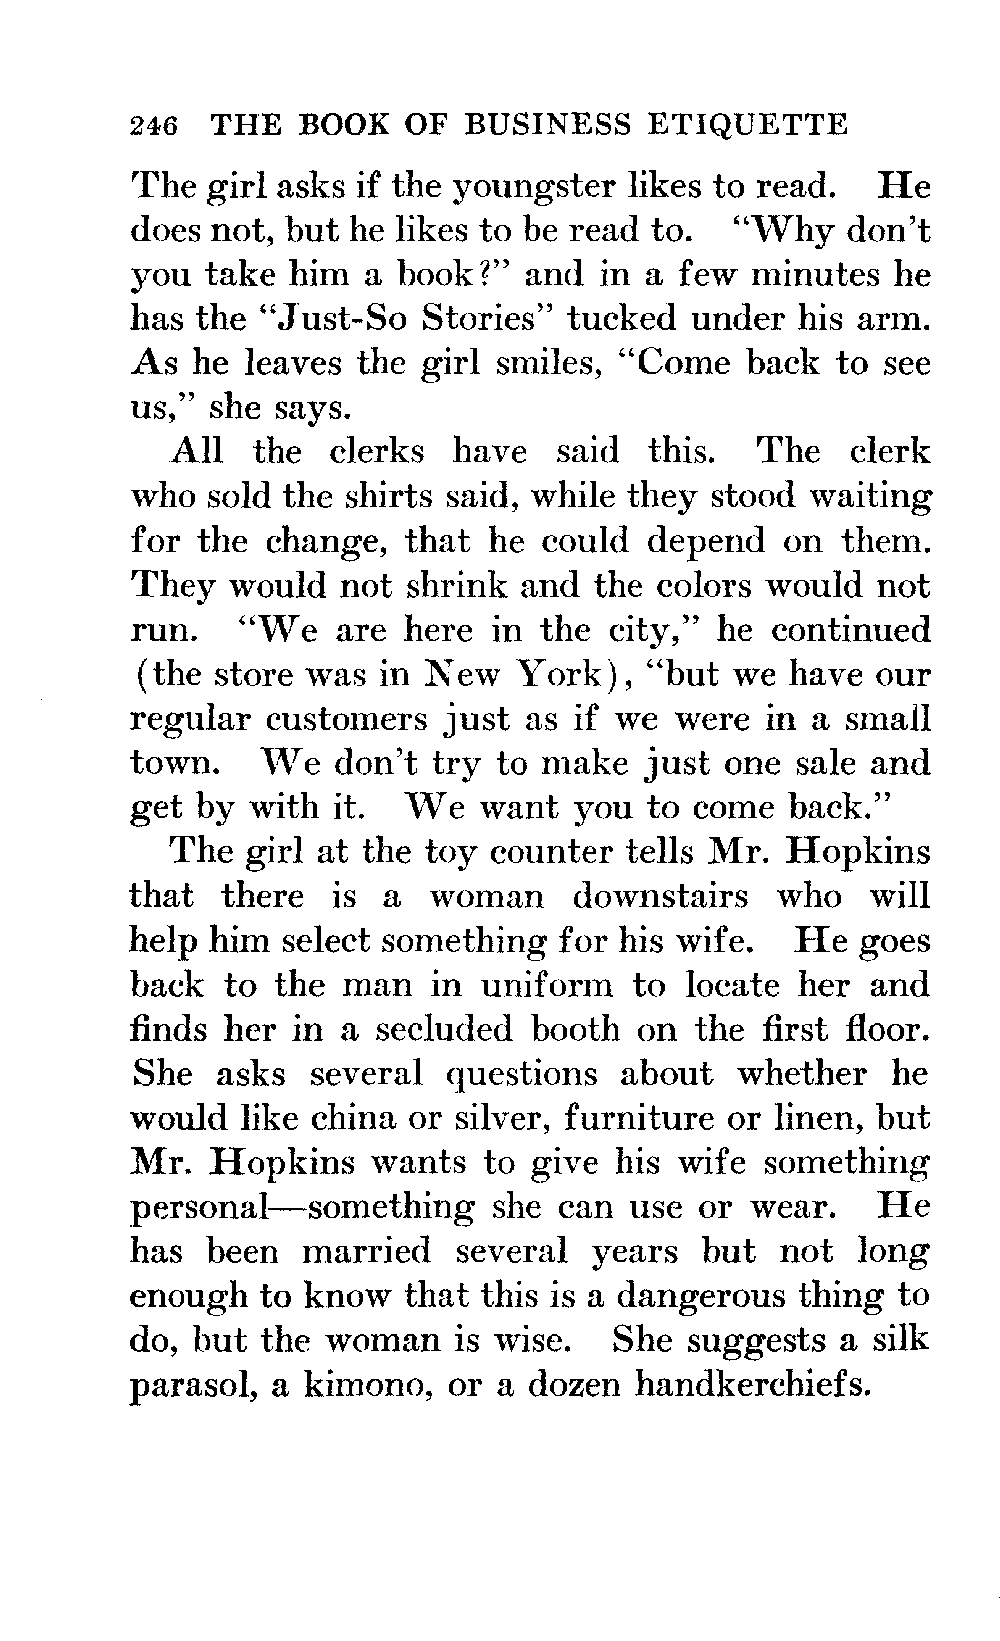 246 THE BOOK OF BUSINESS ETIQUETTE
The girl asks if the youngster likes to read. He
does not, but he likes to be read to. “Why don’t
you take him a book?” and in a few minutes he
has the “Just-So Stories” tucked under his arm.
As he leaves the girl smiles, “Come back to see
us,” she says.
All the clerks have said this. The clerk
who sold the shirts said, while they stood waiting
for the change, that he could depend on them.
They would not shrink and the colors would not
run. “We are here in the city,” he continued
(the store was in New York), “but we have our
regular customers just as if we were in a small
town. We don’t try to make just one sale and
get by with it. We want you to come back.”
The girl at the toy counter tells Mr. Hopkins
that there is a woman downstairs who will
help him select something for his wife. He goes
back to the man in uniform to locate her and
finds her in a secluded booth on the first floor.
She asks several questions about whether he
would like china or silver, furniture or linen, but
Mr. Hopkins wants to give his wife something
personal—something she can use or wear. He
has been married several years but not long
enough to know that this is a dangerous thing to
do, but the woman is wise. She suggests a silk
parasol, a kimono, or a dozen handkerchiefs.